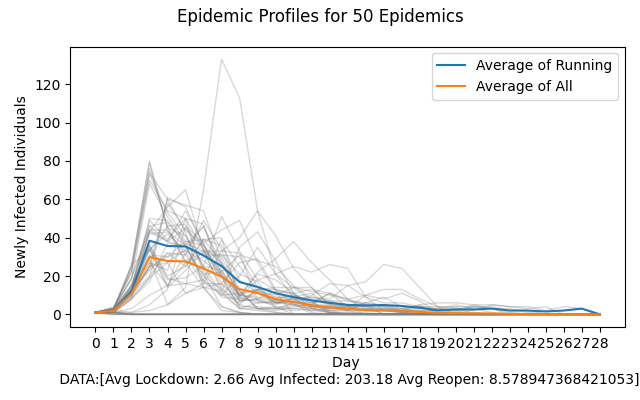 Epidemic Profiles for 50 Epidemics
Average of Running
Average of All
120
100
80
60
40
20
0
Newly Infected Individuals
0 1 2 3 4 5 6 7 8 9 10 11 12 13 14 15 16 17 18 19 20 21 22 23 24 25 26 27 28
Day
DATA:[Avg Lockdown: 2.66 Avg Infected: 203.18 Avg Reopen: 8.578947368421053]